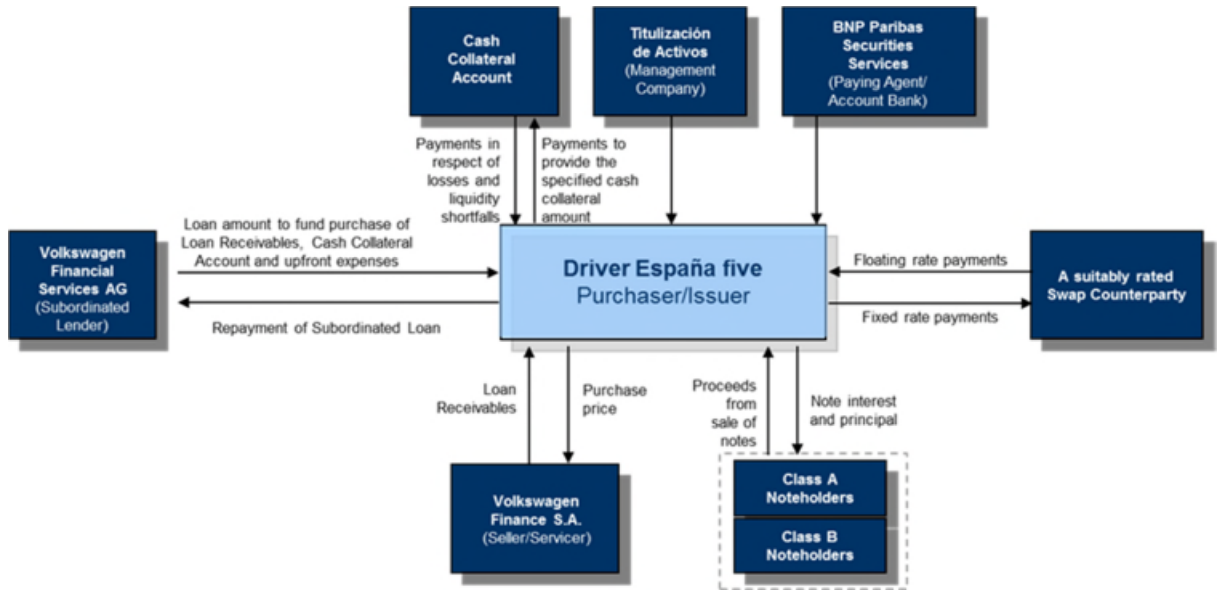 Cash
Collateral
Account
Titulización
de Activos
(Management
Company)
BNP Paribas
Securities
Services
(Paying Agent/
Account Bank)
Payments in
respect of
losses and
liquidity
shortfalls
Payments to
provide the
specified cash
collateral
amount
Volkswagen
Financial
Services AG
(Subordinated
Lender)
Loan amount to fund purchase of
Loan Receivables, Cash Collateral
Account and upfront expenses
Repayment of Subordinated Loan
Driver España five
Purchaser/Issuer
Floating rate payments
Fixed rate payments
A suitably rated
Swap Counterparty
Loan
Receivables
Purchase
price
Proceeds
from
sale of
notes
Note interest
and principal
Volkswagen
Finance S.A.
(Seller/Servicer)
Class A
Noteholders
Class B
Noteholders